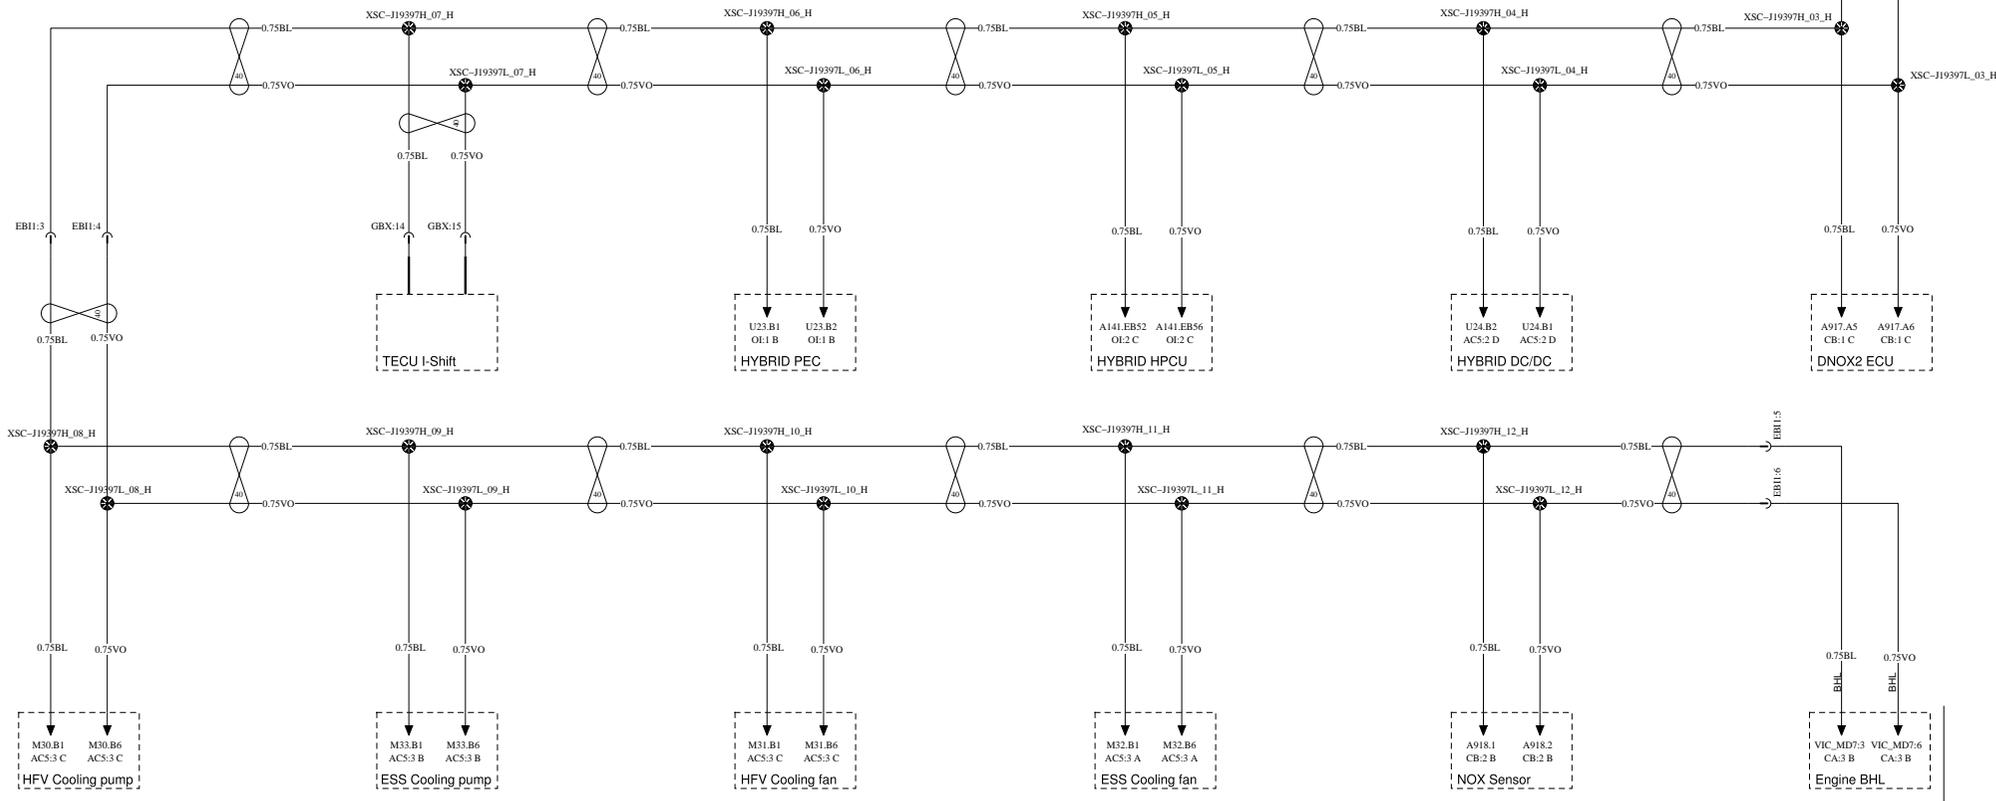 XSC–J19397H_07_H
XSC–J19397H_06_H
XSC–J19397H_05_H
XSC–J19397H_04_H
XSC–J19397H_03_H
0.75BL
0.75BL
0.75BL
0.75BL
0.75BL
XSC–J19397L_07_H
XSC–J19397L_06_H
XSC–J19397L_05_H
XSC–J19397L_04_H
XSC–J19397L_03_H
40
40
40
40
40
0.75VO
0.75VO
0.75VO
0.75VO
0.75VO
40
0.75BL
0.75VO
EBI1:3
EBI1:4
GBX:14
GBX:15
0.75BL
0.75VO
0.75BL
0.75VO
0.75BL
0.75VO
0.75BL
0.75VO
40
0.75BL
0.75VO
TECU I-Shift
U23.B1 U23.B2
OI:1 B OI:1 B
HYBRID PEC
A141.EB52 A141.EB56
OI:2 C OI:2 C
HYBRID HPCU
U24.B2 U24.B1
AC5:2 D AC5:2 D
HYBRID DC/DC
A917.A5 A917.A6
CB:1 C CB:1 C
DNOX2 ECU
XSC–J19397H_08_H
XSC–J19397H_09_H
XSC–J19397H_10_H
XSC–J19397H_11_H
XSC–J19397H_12_H
EBI1:5
0.75BL
0.75BL
0.75BL
0.75BL
0.75BL
XSC–J19397L_08_H
XSC–J19397L_09_H
XSC–J19397L_10_H
XSC–J19397L_11_H
XSC–J19397L_12_H
EBI1:6
40
40
40
40
40
0.75VO
0.75VO
0.75VO
0.75VO
0.75VO
0.75BL
0.75VO
0.75BL
0.75VO
0.75BL
0.75VO
0.75BL
0.75VO
0.75BL
0.75VO
0.75BL
0.75VO
BHL
BHL
M30.B1 M30.B6
AC5:3 C AC5:3 C
HFV Cooling pump
M33.B1 M33.B6
AC5:3 B AC5:3 B
ESS Cooling pump
M31.B1 M31.B6
AC5:3 C AC5:3 C
HFV Cooling fan
M32.B1 M32.B6
AC5:3 A AC5:3 A
ESS Cooling fan
A918.1 A918.2
CB:2 B CB:2 B
NOX Sensor
VIC_MD7:3 VIC_MD7:6
CA:3 B CA:3 B
Engine BHL